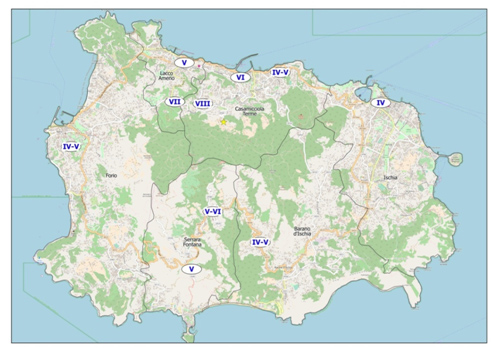 V
Lacco
Ameno
VI
IV-V
VII
VIII
Casamicciola
Terme
IV
IV-V
Forio
Ischia
V-VI
Serrara
Fontana
IV-V
Barano
d'Ischia
V